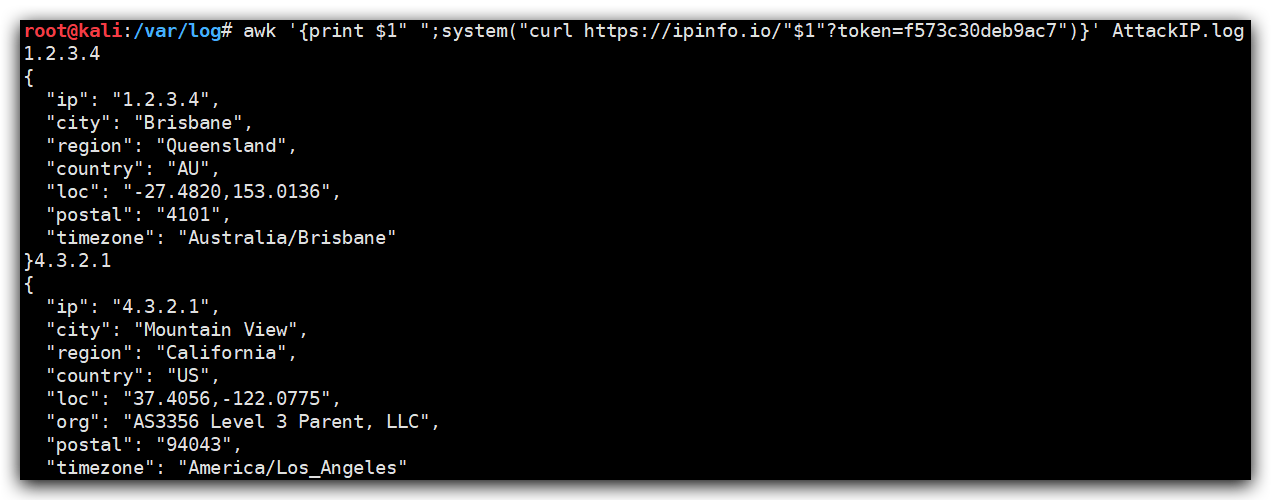 root@kali:/var/log# awk '{print $1" ";system("curl https://ipinfo.io/"$1"?token=f573c30deb9ac7")}' AttackIP.log
1.2.3.4
{
  "ip": "1.2.3.4",
  "city": "Brisbane",
  "region": "Queensland",
  "country": "AU",
  "loc": "-27.4820,153.0136",
  "postal": "4101",
  "timezone": "Australia/Brisbane"
}4.3.2.1
{
  "ip": "4.3.2.1",
  "city": "Mountain View",
  "region": "California",
  "country": "US",
  "loc": "37.4056,-122.0775",
  "org": "AS3356 Level 3 Parent, LLC",
  "postal": "94043",
  "timezone": "America/Los_Angeles"